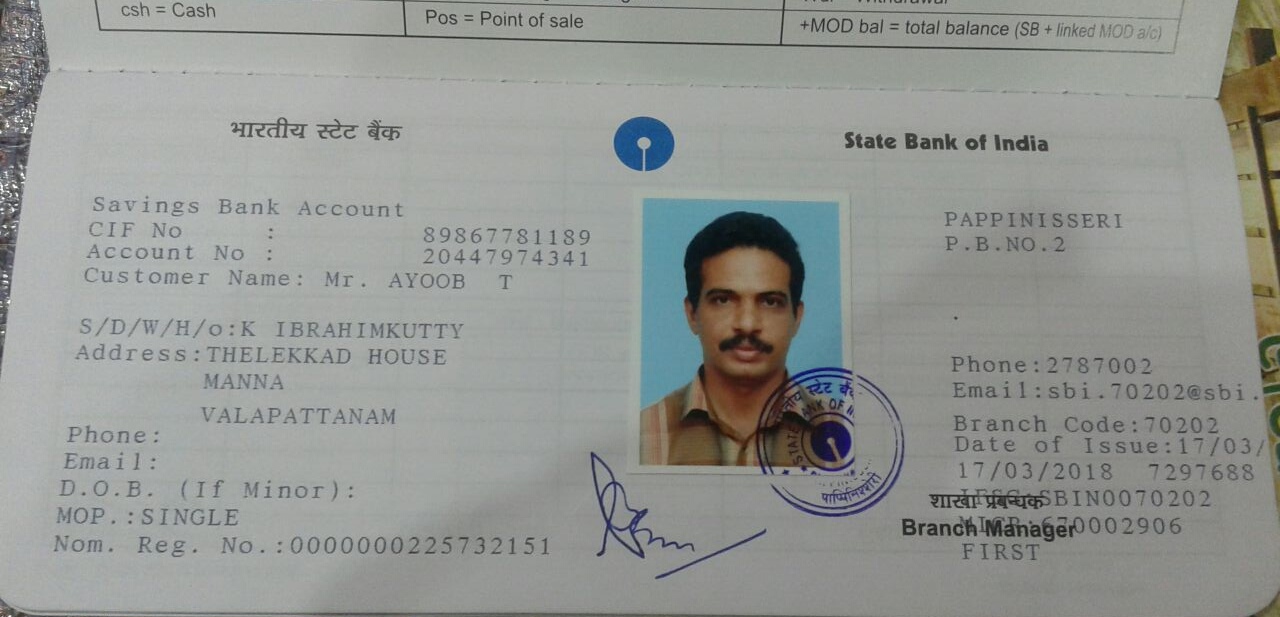 csh = Cash
Pos = Point of sale
+MOD bal = total balance (SB + linked MOD a/c)
भारतीय स्टेट बैंक
State Bank of India
Savings Bank Account
CIF No : 89867781189
Account No : 20447974341
Customer Name: Mr. AYOOB T
S/D/W/H/o:K IBRAHIMKUTTY
Address:THELEKKAD HOUSE
MANNA
VALAPATTANAM
Phone:
Email:
D.O.B. (If Minor):
MOP.:SINGLE
Nom. Reg. No.:0000000225732151
STATE BANK OF
पाप्पिनिश्शेरी
PAPPINISSERI
P.B.NO.2
Phone:2787002
Email:sbi.70202@sbi.
Branch Code:70202
Date of Issue:17/03/
17/03/2018 7297688
IFSC:SBIN0070202
शाखा प्रबन्धक
MICR:670002906
Branch Manager
FIRST